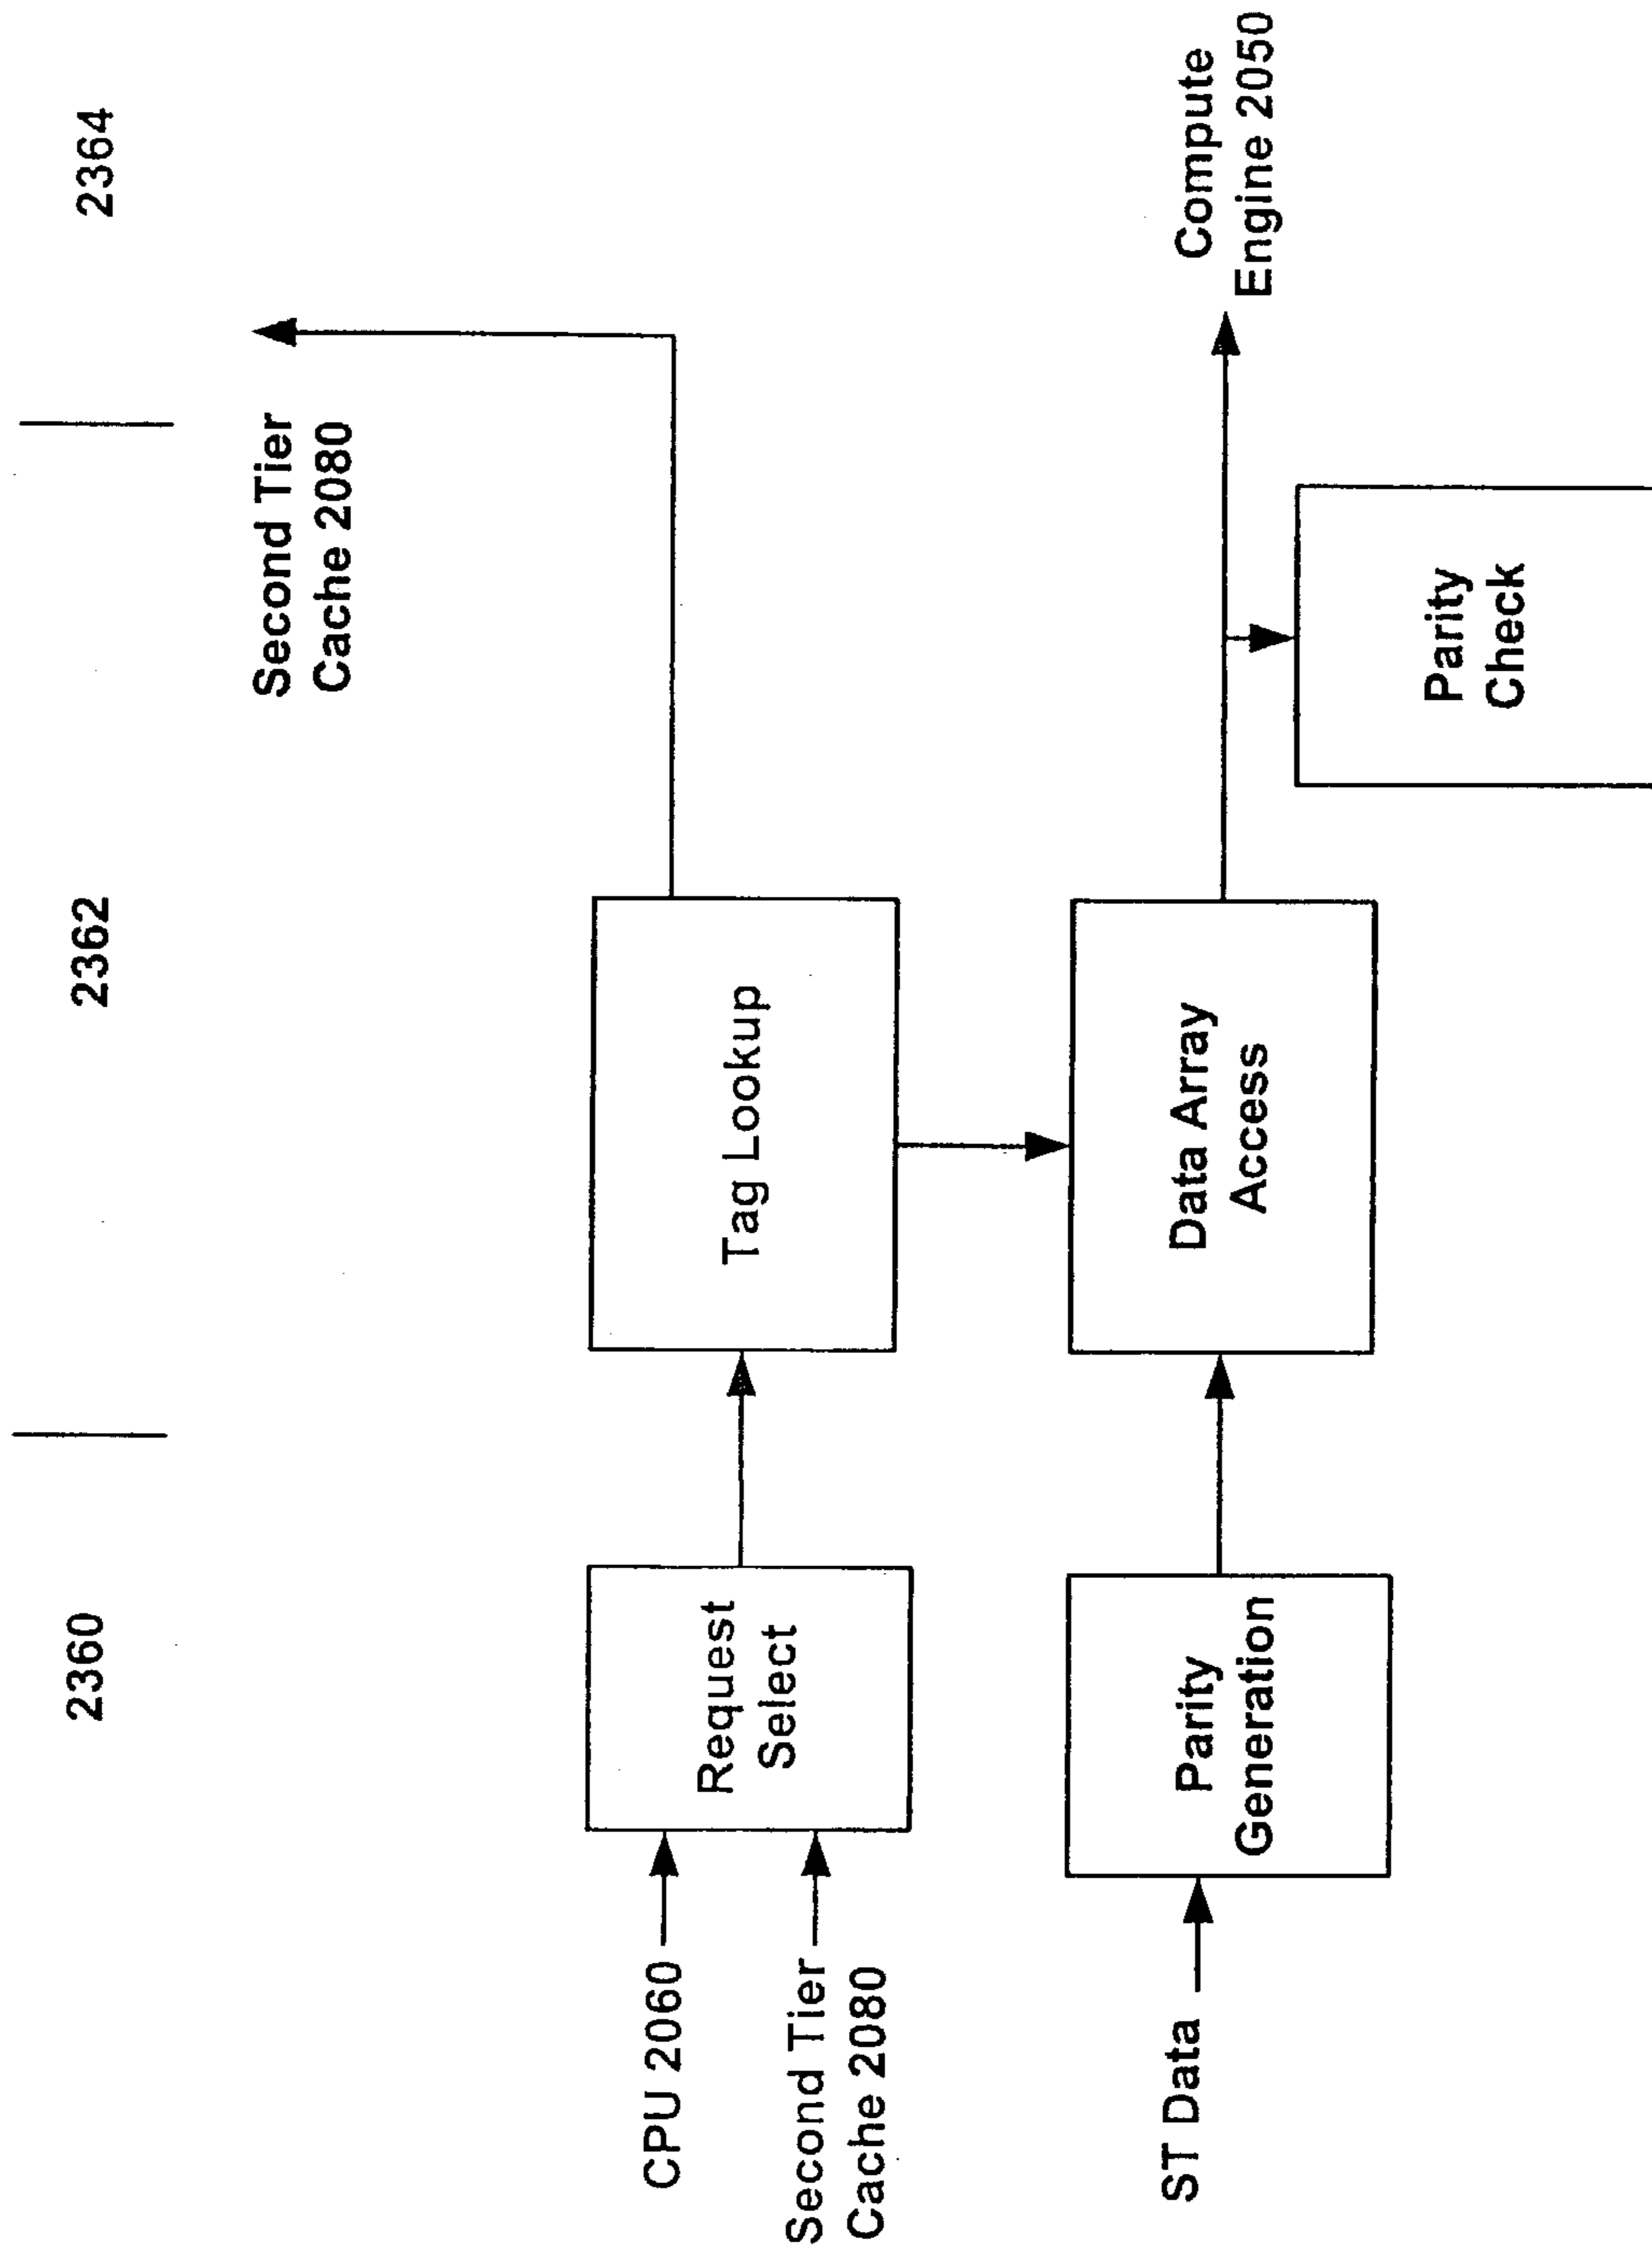 2360
2362
2364
Second Tier
Cache 2080
CPU 2060
Second Tier
Cache 2080
Request
Select
Tag Lookup
ST Data
Parity
Generation
Data Array
Access
Parity
Check
Compute
Engine 2050